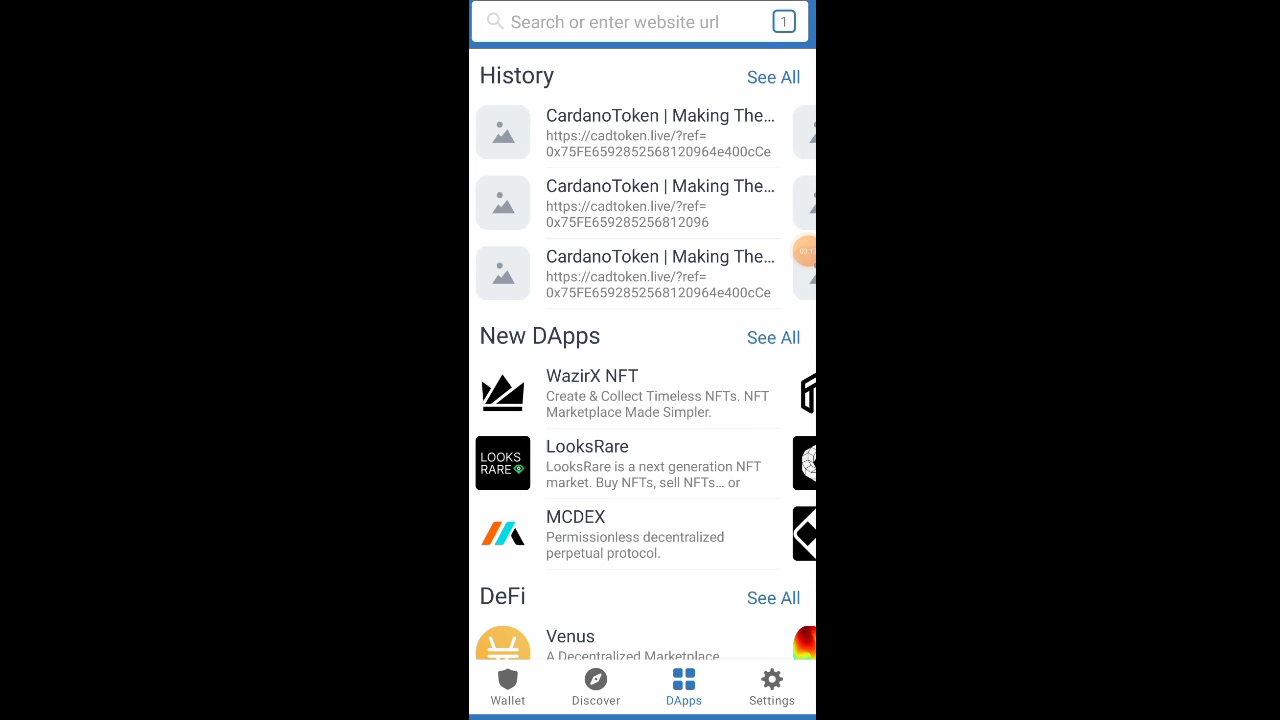 Search or enter website url
1
History
See All
CardanoToken | Making The...
https://cadtoken.live/?ref=
0x75FE6592852568120964e400cCe
CardanoToken | Making The...
https://cadtoken.live/?ref=
0x75FE659285256812096
CardanoToken | Making The...
https://cadtoken.live/?ref=
0x75FE6592852568120964e400cCe
New DApps
See All
WazirX NFT
Create & Collect Timeless NFTs. NFT
Marketplace Made Simpler.
LOOKS
RARE
LooksRare
LooksRare is a next generation NFT
market. Buy NFTs, sell NFTs... or
MCDEX
Permissionless decentralized
perpetual protocol.
DeFi
See All
Venus
A Decentralized Marketplace
Wallet
Discover
DApps
Settings